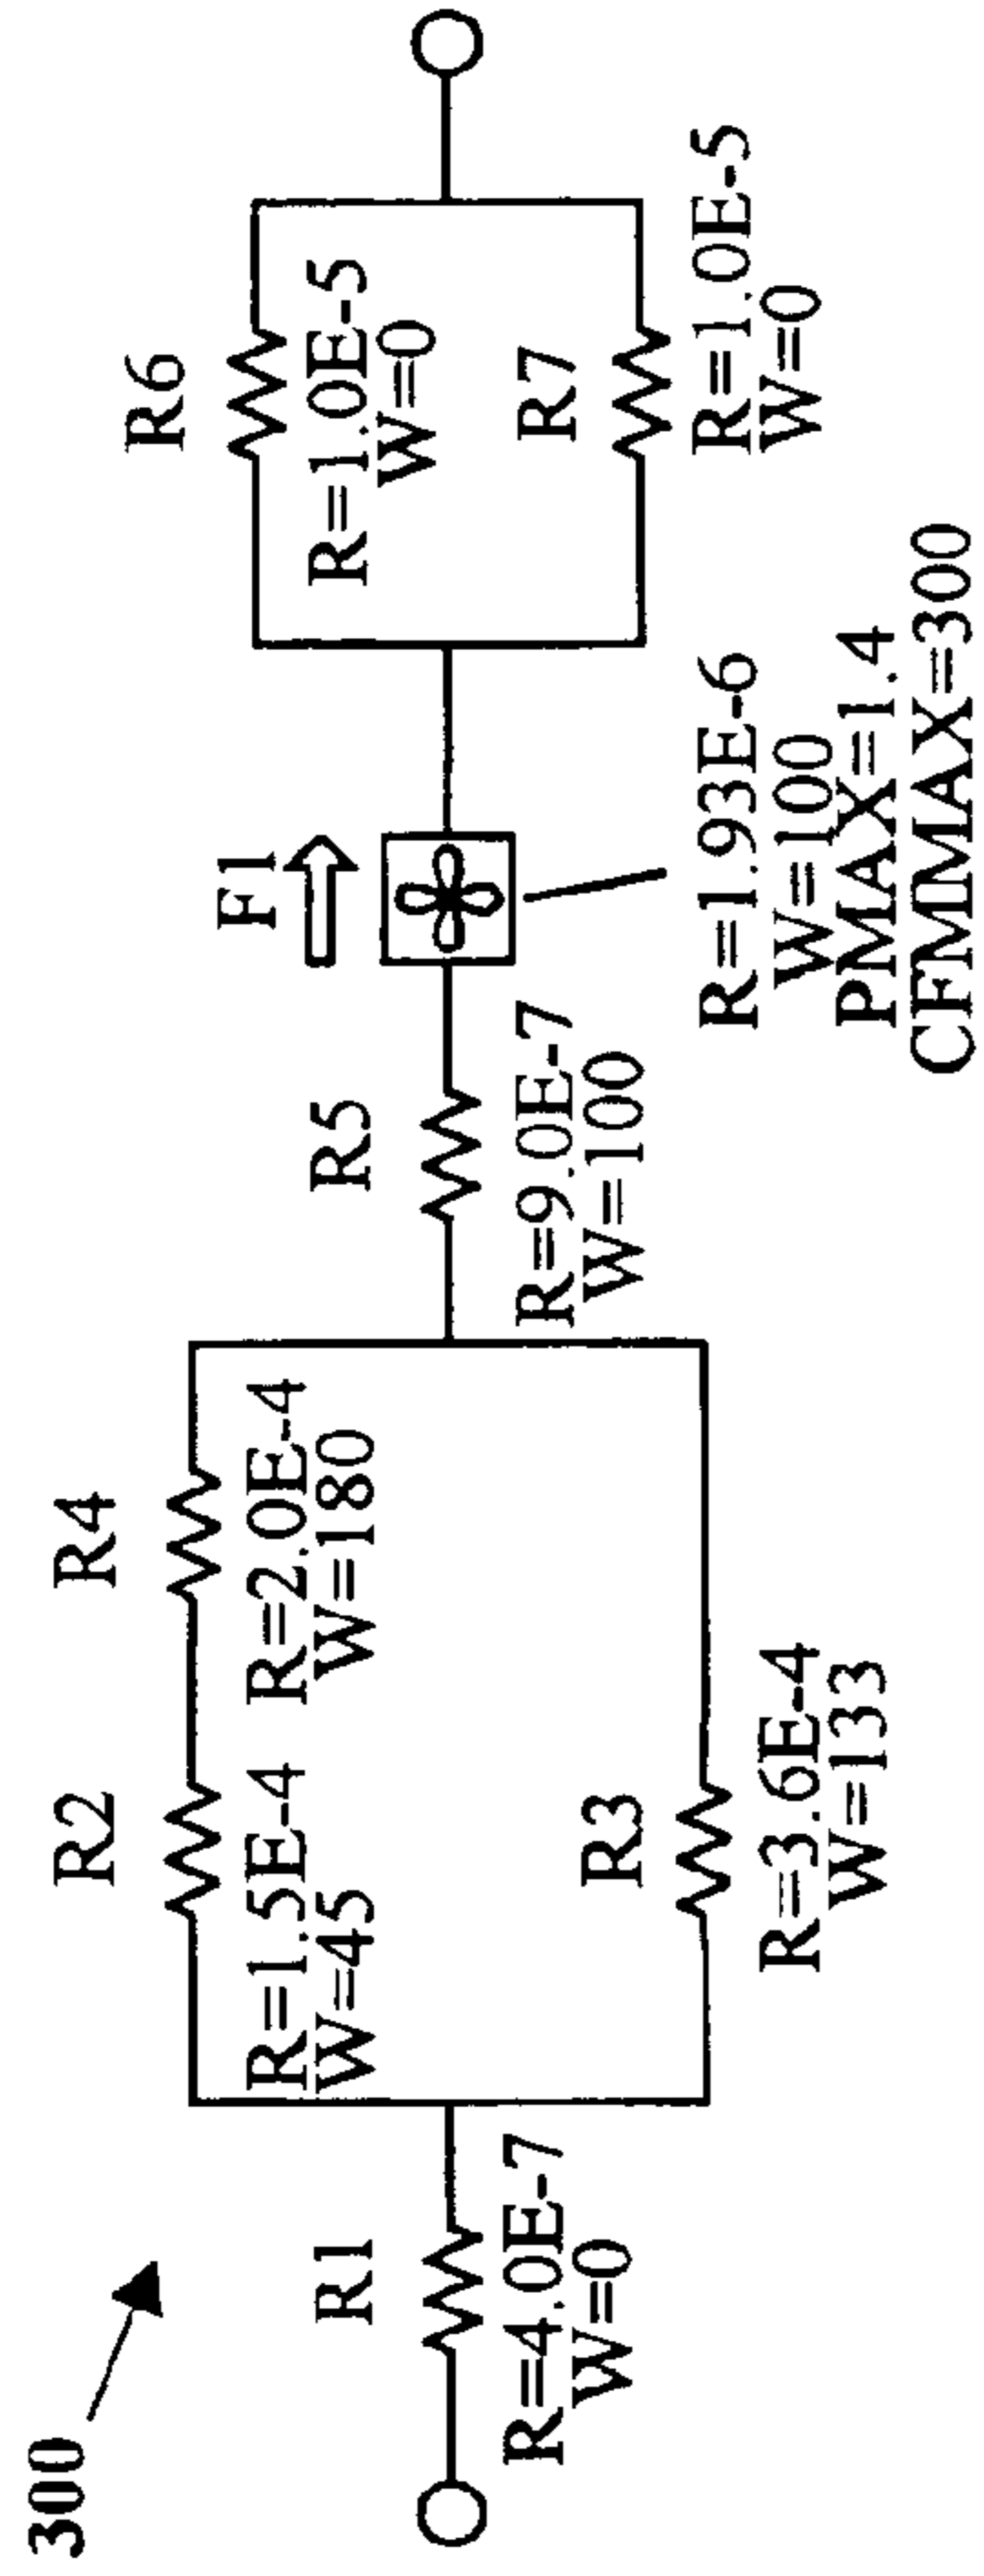 300
R1
R=4.0E-7
W=0
R2
R=1.5E-4
W=45
R4
R=2.0E-4
W=180
R3
R=3.6E-4
W=133
R5
R=9.0E-7
W=100
F1
R=1.93E-6
W=100
PMAX=1.4
CFMMAX=300
R6
R=1.0E-5
W=0
R7
R=1.0E-5
W=0